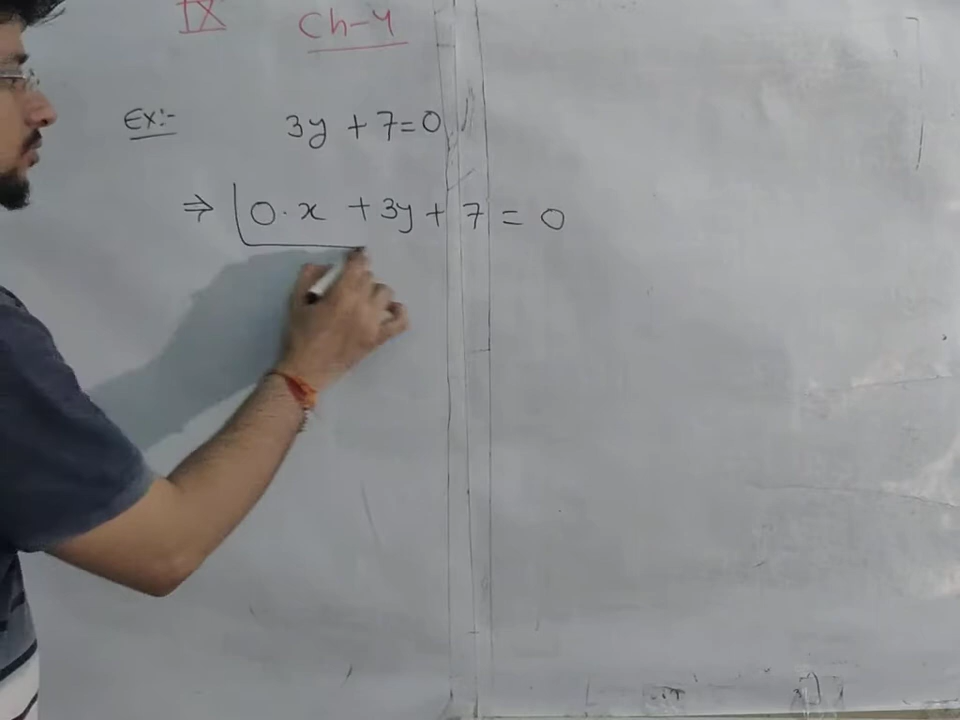 IX Ch-4
Ex:- 3y + 7 = 0
⇒ 0·x + 3y + 7 = 0